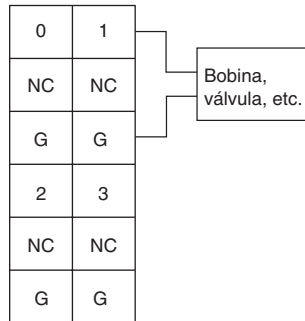 0 1
NC NC
G G
2 3
NC NC
G G
Bobina,
válvula, etc.